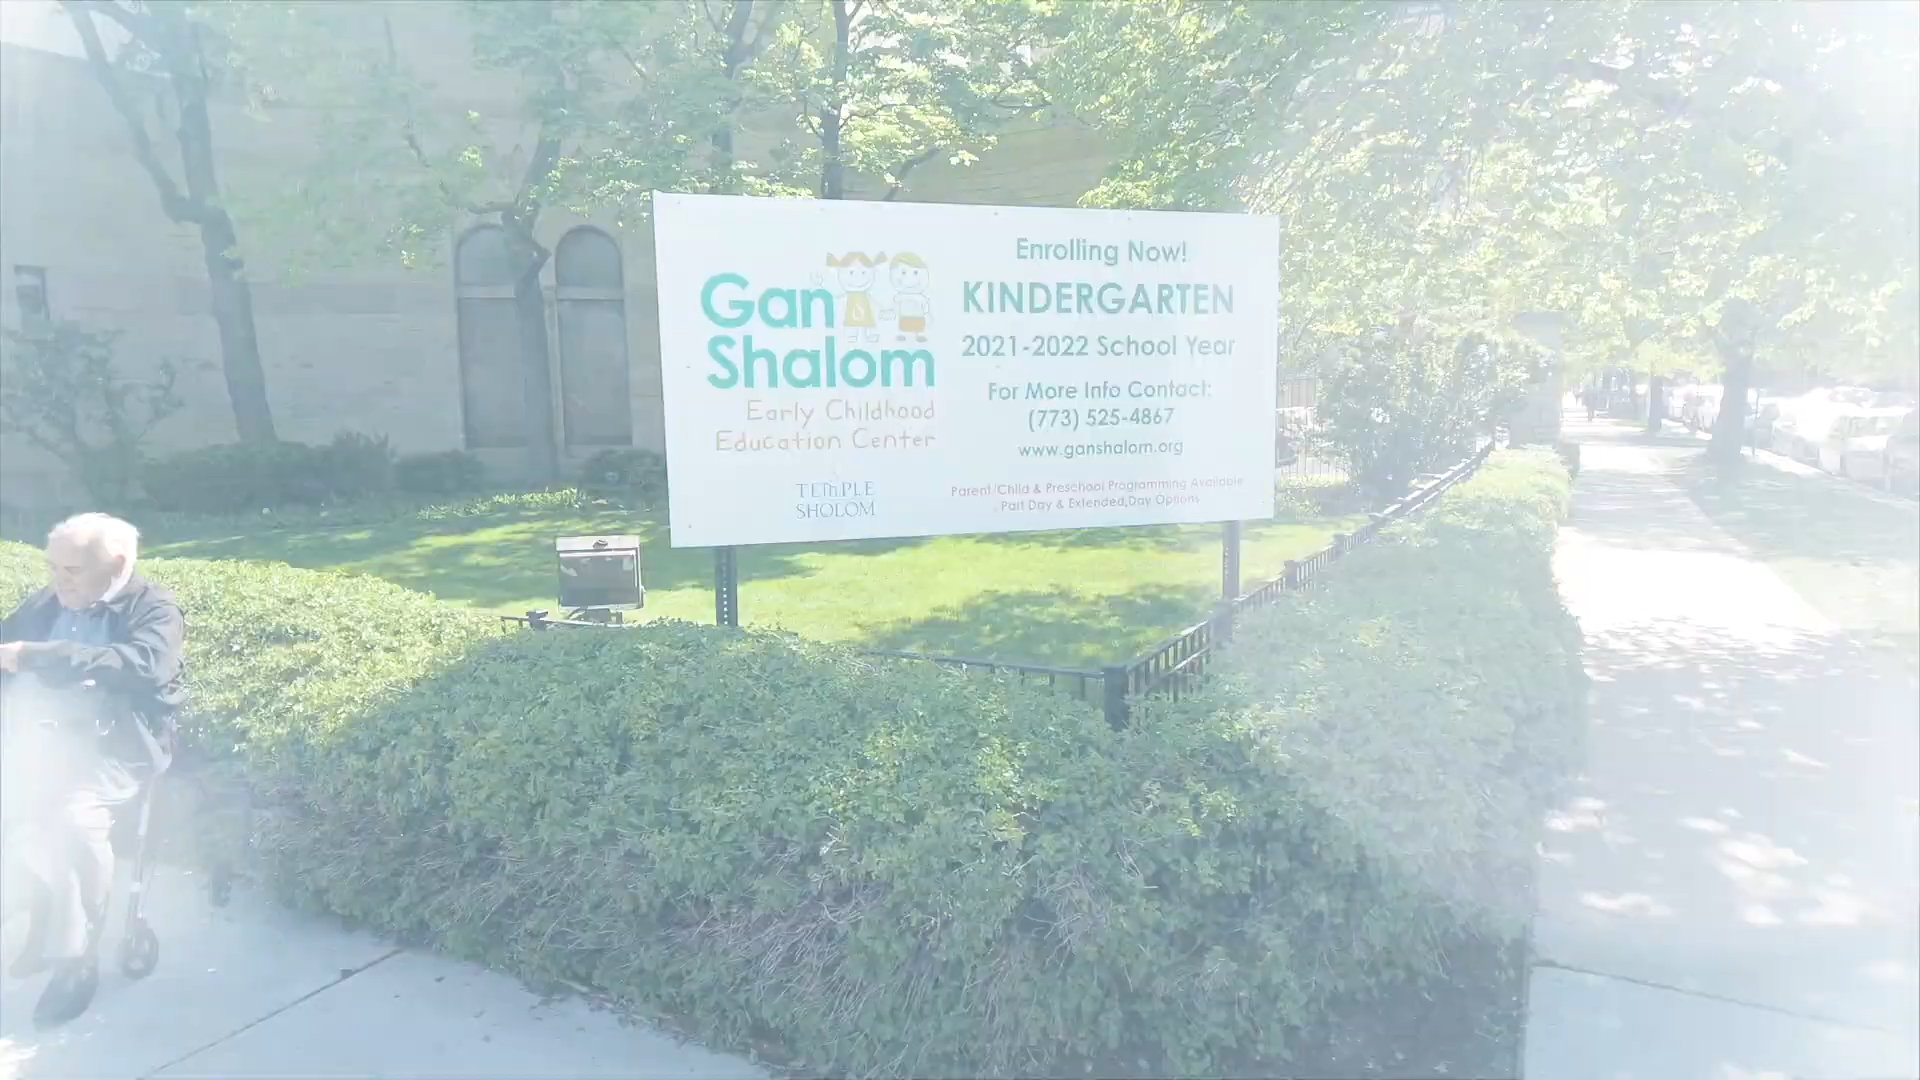 Gan
Shalom
Early Childhood
Education Center
TEMPLE
SHOLOM
Enrolling Now!
KINDERGARTEN
2021-2022 School Year
For More Info Contact:
(773) 525-4867
www.ganshalom.org
Parent/Child & Preschool Programming Available
Part Day & Extended Day Options